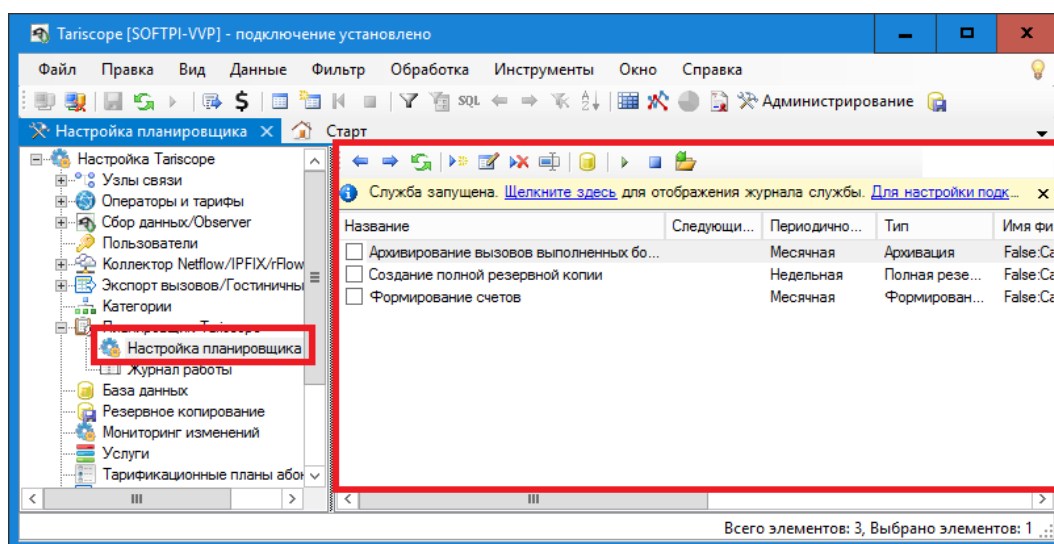 Tariscope [SOFTPI-VVP] - подключение установлено
Файл Правка Вид Данные Фильтр Обработка Инструменты Окно Справка
SQL Администрирование
Настройка планировщика Старт
Настройка Tariscope
Узлы связи
Операторы и тарифы
Сбор данных/Observer
Пользователи
Коллектор Netflow/IPFIX/rFlow
Экспорт вызовов/Гостиничны
Категории
Планировщик Tariscope
Настройка планировщика
Журнал работы
База данных
Резервное копирование
Мониторинг изменений
Услуги
Тарификационные планы або
Служба запущена. Щелкните здесь для отображения журнала службы. Для настройки подк...
Название Следующи... Периодично... Тип Имя фи
Архивирование вызовов выполненных бо... Месячная Архивация False:Ca
Создание полной резервной копии Недельная Полная резе... False:Ca
Формирование счетов Месячная Формирован... False:Ca
Всего элементов: 3, Выбрано элементов: 1